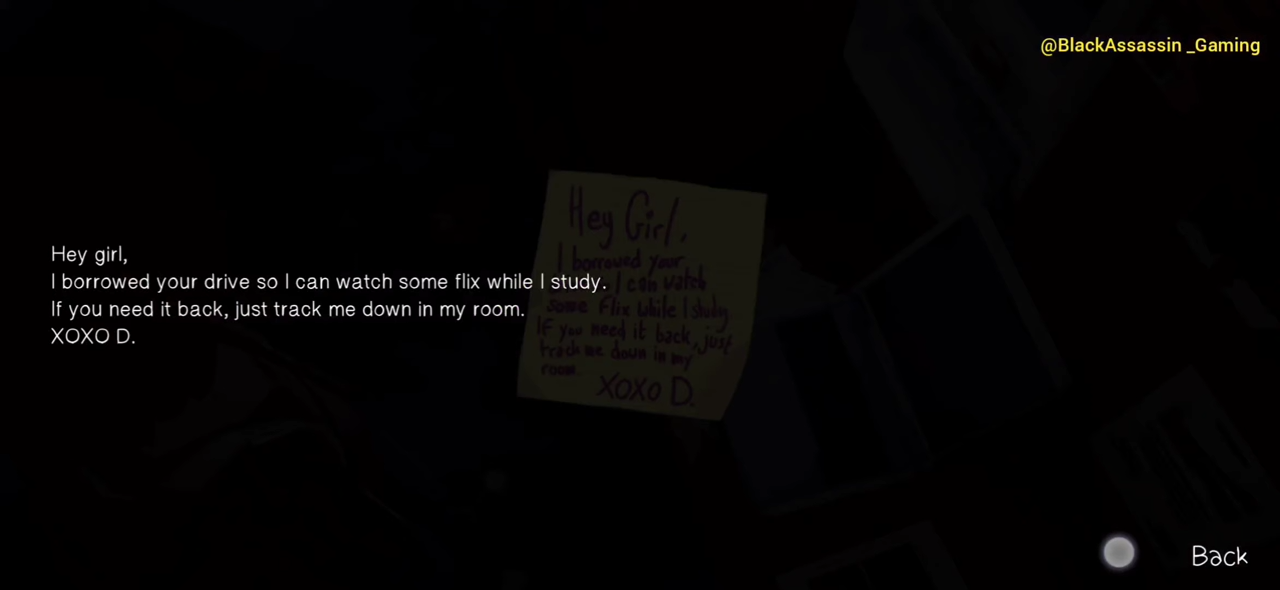 @BlackAssassin _Gaming
Hey girl,
I borrowed your drive so I can watch some flix while I study.
If you need it back, just track me down in my room.
XOXO D.
Hey Girl,
I borrowed your
I can watch
some flix while I study.
If you need it back, just
track me down in my
room.
XOXO D.
Back